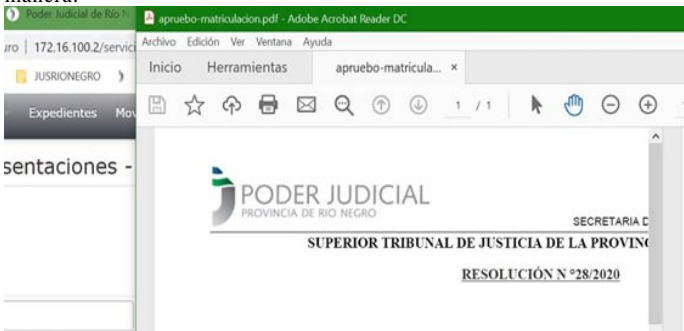 manera:
Poder Judicial de Río N
apruebo-matriculacion.pdf - Adobe Acrobat Reader DC
uro | 172.16.100.2/servici
Archivo Edición Ver Ventana Ayuda
JUSRIONEGRO
Inicio Herramientas apruebo-matricula... ×
Expedientes Mov
1 / 1
sentaciones -
PODER JUDICIAL
PROVINCIA DE RIO NEGRO
SECRETARIA D
SUPERIOR TRIBUNAL DE JUSTICIA DE LA PROVINC
RESOLUCIÓN N °28/2020